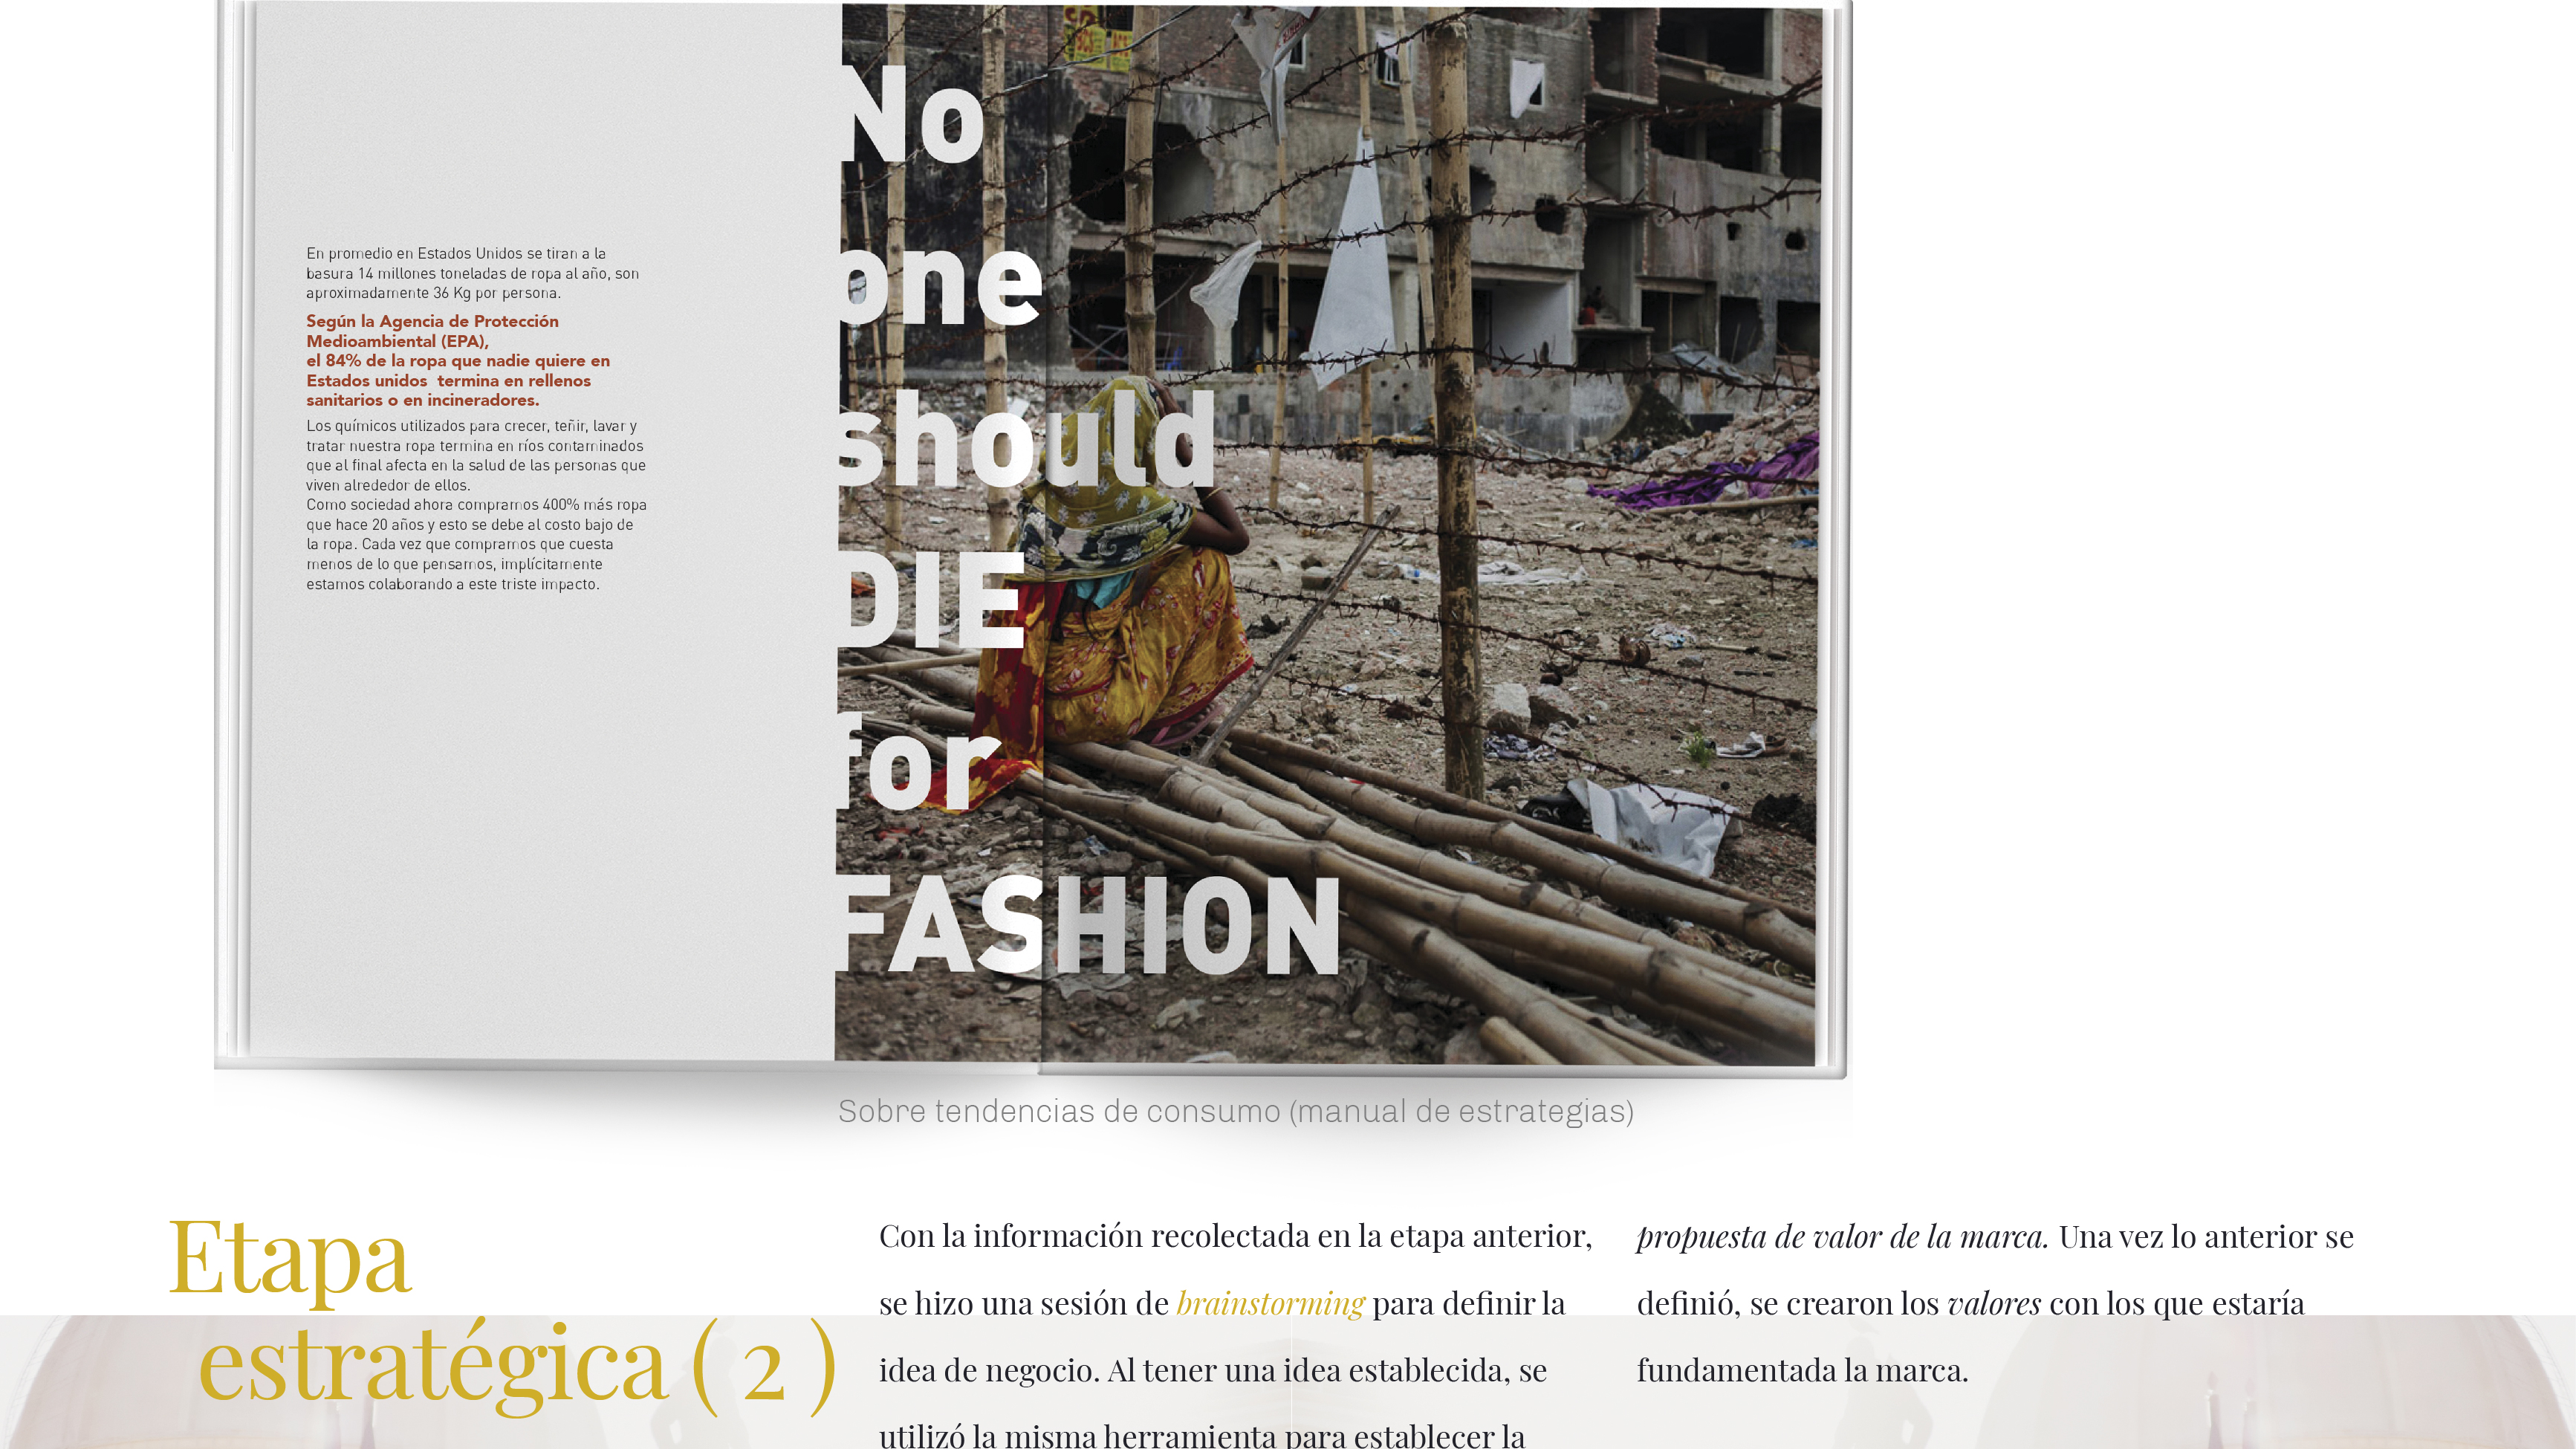 En promedio en Estados Unidos se tiran a la
basura 14 millones toneladas de ropa al año, son
aproximadamente 36 Kg por persona.
Según la Agencia de Protección
Medioambiental (EPA),
el 84% de la ropa que nadie quiere en
Estados unidos termina en rellenos
sanitarios o en incineradores.
Los químicos utilizados para crecer, teñir, lavar y
tratar nuestra ropa termina en ríos contaminados
que al final afecta en la salud de las personas que
viven alrededor de ellos.
Como sociedad ahora compramos 400% más ropa
que hace 20 años y esto se debe al costo bajo de
la ropa. Cada vez que compramos que cuesta
menos de lo que pensamos, implícitamente
estamos colaborando a este triste impacto.
No
one
should
DIE
for
FASHION
Sobre tendencias de consumo (manual de estrategias)
Etapa
estratégica ( 2 )
Con la información recolectada en la etapa anterior,
se hizo una sesión de brainstorming para definir la
idea de negocio. Al tener una idea establecida, se
utilizó la misma herramienta para establecer la
propuesta de valor de la marca. Una vez lo anterior se
definió, se crearon los valores con los que estaría
fundamentada la marca.